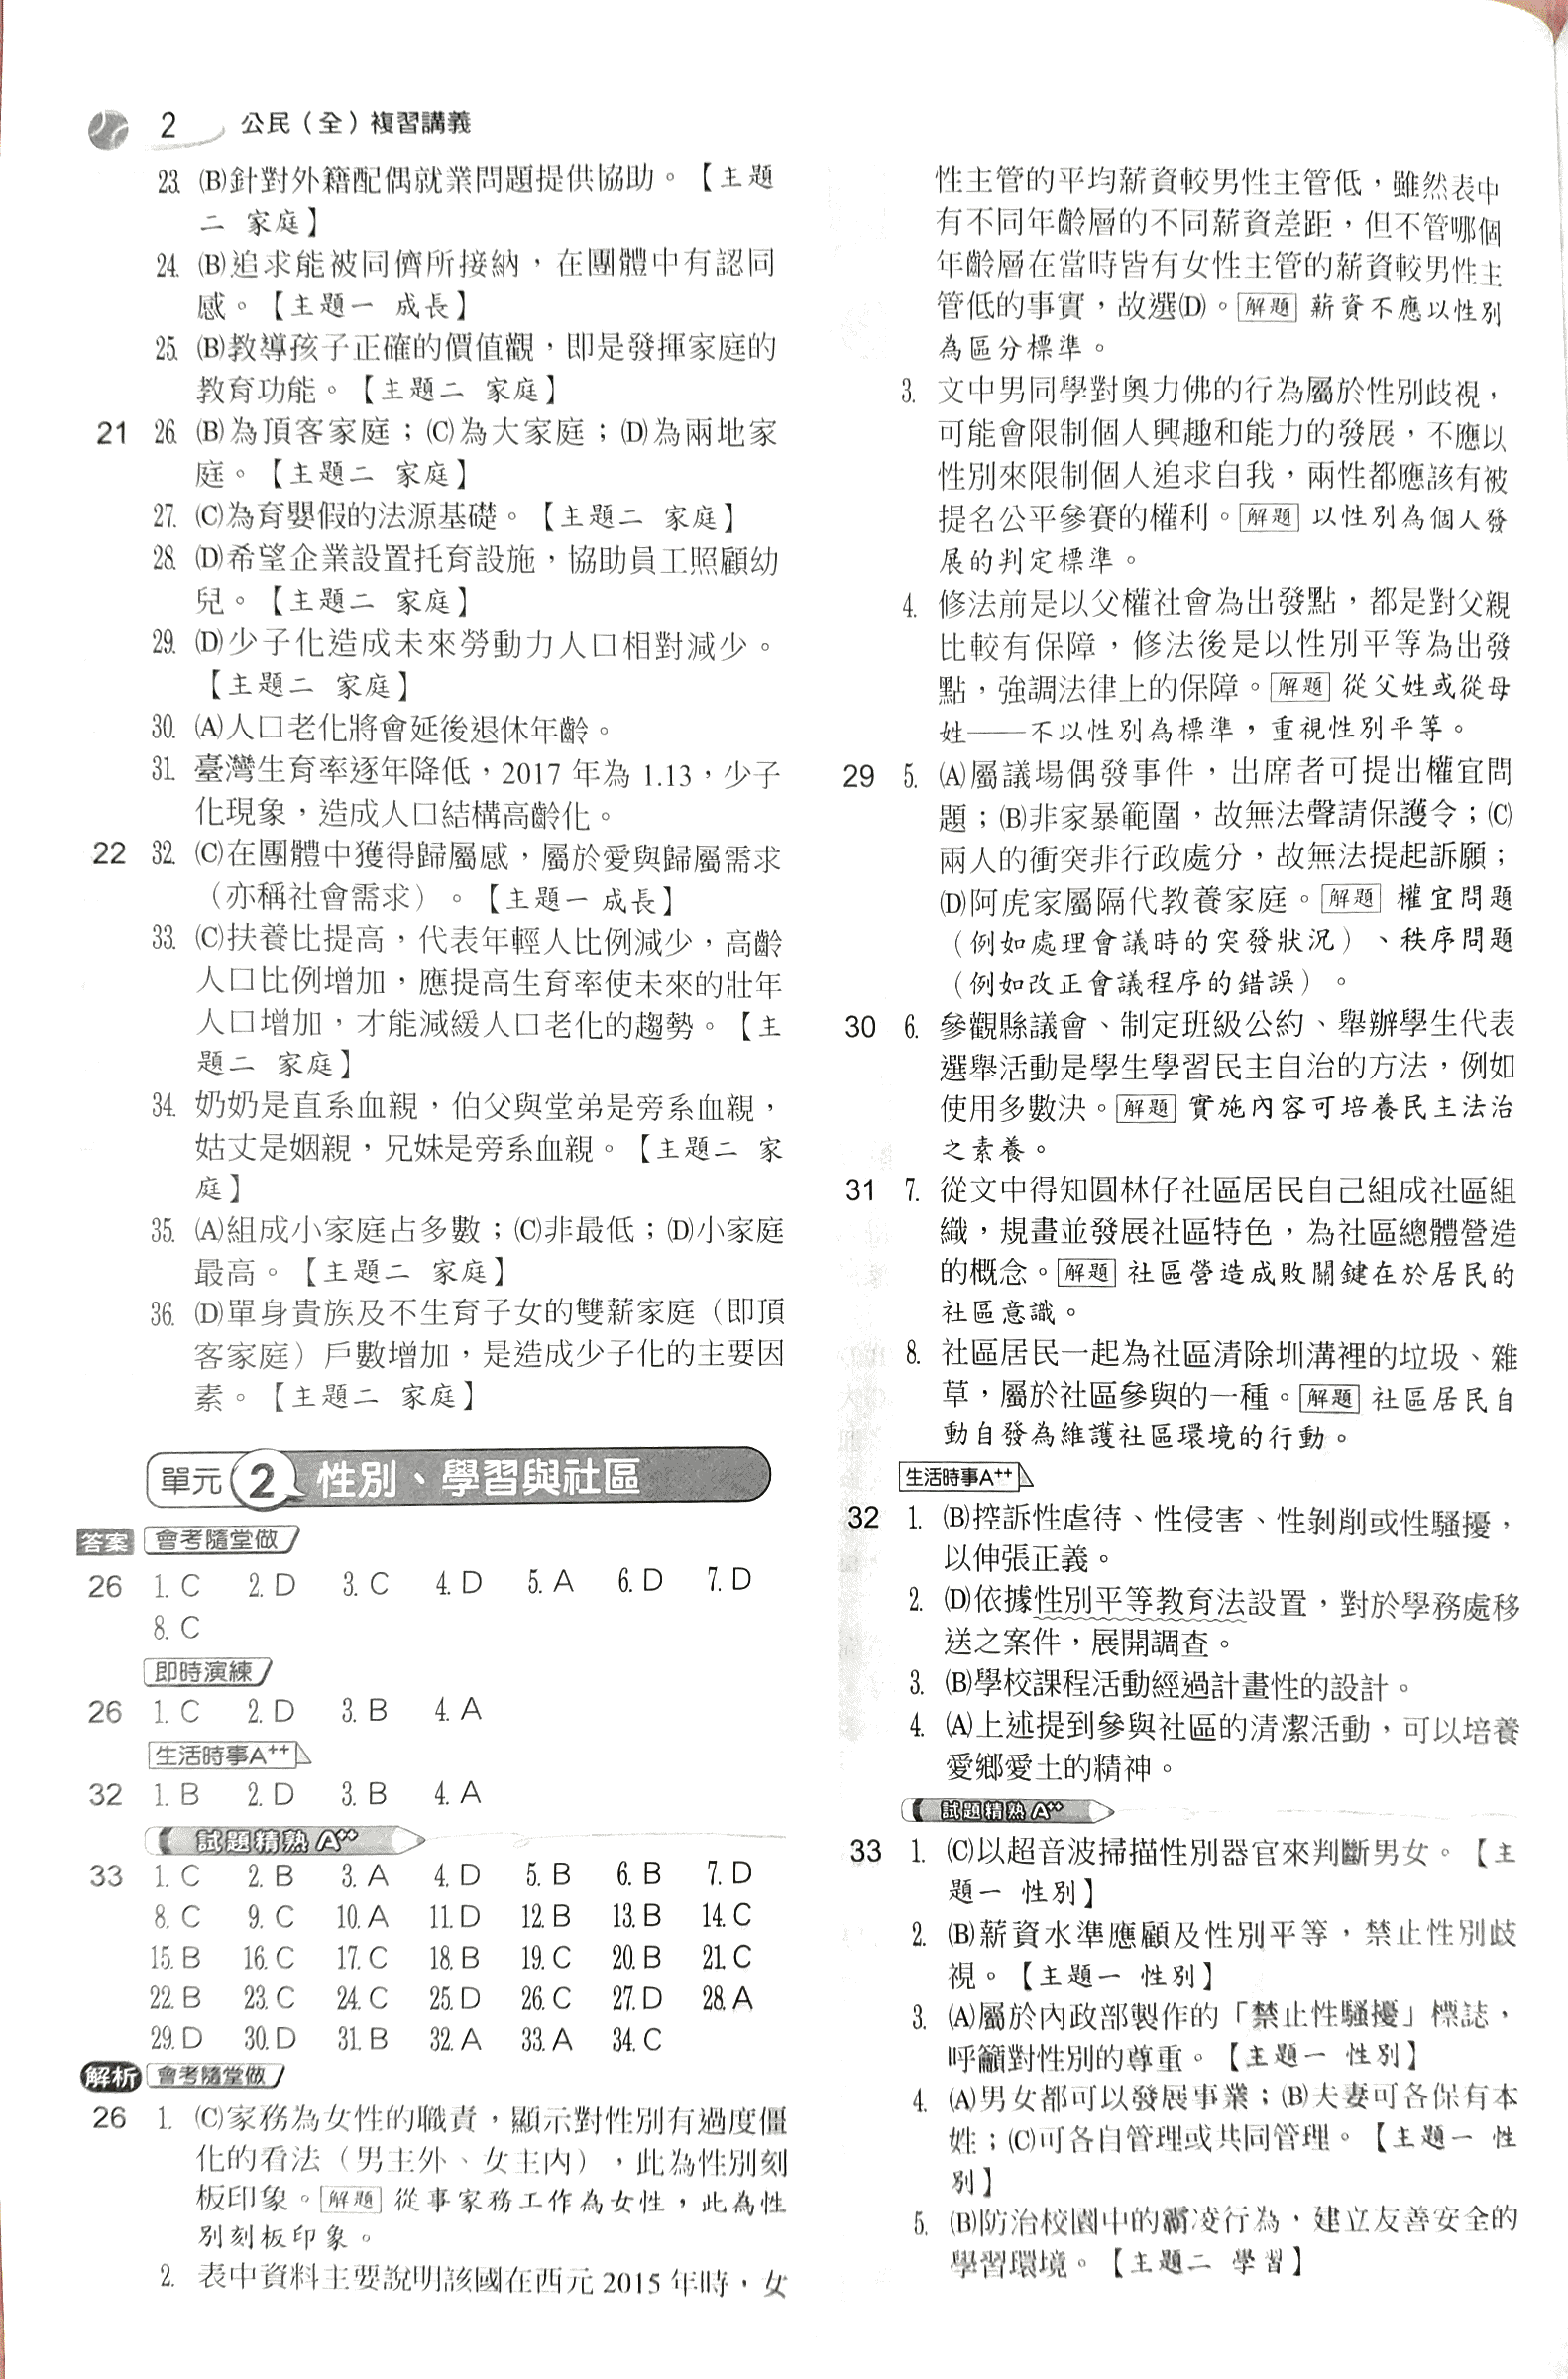 2 公民（全）複習講義
23. (B)針對外籍配偶就業問題提供協助。【主題
二 家庭】
24. (B)追求能被同儕所接納，在團體中有認同
感。【主題一 成長】
25. (B)教導孩子正確的價值觀，即是發揮家庭的
教育功能。【主題二 家庭】
21 26. (B)為頂客家庭；(C)為大家庭；(D)為兩地家
庭。【主題二 家庭】
27. (C)為育嬰假的法源基礎。【主題二 家庭】
28. (D)希望企業設置托育設施，協助員工照顧幼
兒。【主題二 家庭】
29. (D)少子化造成未來勞動力人口相對減少。
【主題二 家庭】
30. (A)人口老化將會延後退休年齡。
31. 臺灣生育率逐年降低，2017 年為 1.13，少子
化現象，造成人口結構高齡化。
22 32. (C)在團體中獲得歸屬感，屬於愛與歸屬需求
（亦稱社會需求）。【主題一 成長】
33. (C)扶養比提高，代表年輕人比例減少，高齡
人口比例增加，應提高生育率使未來的壯年
人口增加，才能減緩人口老化的趨勢。【主
題二 家庭】
34. 奶奶是直系血親，伯父與堂弟是旁系血親，
姑丈是姻親，兄妹是旁系血親。【主題二 家
庭】
35. (A)組成小家庭占多數；(C)非最低；(D)小家庭
最高。【主題二 家庭】
36. (D)單身貴族及不生育子女的雙薪家庭（即頂
客家庭）戶數增加，是造成少子化的主要因
素。【主題二 家庭】
單元 2 性別、學習與社區
答案 會考隨堂做
26 1. C 2. D 3. C 4. D 5. A 6. D 7. D
8. C
即時演練
26 1. C 2. D 3. B 4. A
生活時事A++
32 1. B 2. D 3. B 4. A
試題精熟A++
33 1. C 2. B 3. A 4. D 5. B 6. B 7. D
8. C 9. C 10. A 11. D 12. B 13. B 14. C
15. B 16. C 17. C 18. B 19. C 20. B 21. C
22. B 23. C 24. C 25. D 26. C 27. D 28. A
29. D 30. D 31. B 32. A 33. A 34. C
解析 會考隨堂做
26 1. (C)家務為女性的職責，顯示對性別有過度僵
化的看法（男主外、女主內），此為性別刻
板印象。解題 從事家務工作為女性，此為性
別刻板印象。
2. 表中資料主要說明該國在西元 2015 年時，女
性主管的平均薪資較男性主管低，雖然表中
有不同年齡層的不同薪資差距，但不管哪個
年齡層在當時皆有女性主管的薪資較男性主
管低的事實，故選(D)。解題 薪資不應以性別
為區分標準。
3. 文中男同學對奧力佛的行為屬於性別歧視，
可能會限制個人興趣和能力的發展，不應以
性別來限制個人追求自我，兩性都應該有被
提名公平參賽的權利。解題 以性別為個人發
展的判定標準。
4. 修法前是以父權社會為出發點，都是對父親
比較有保障，修法後是以性別平等為出發
點，強調法律上的保障。解題 從父姓或從母
姓——不以性別為標準，重視性別平等。
29 5. (A)屬議場偶發事件，出席者可提出權宜問
題；(B)非家暴範圍，故無法聲請保護令；(C)
兩人的衝突非行政處分，故無法提起訴願；
(D)阿虎家屬隔代教養家庭。解題 權宜問題
（例如處理會議時的突發狀況）、秩序問題
（例如改正會議程序的錯誤）。
30 6. 參觀縣議會、制定班級公約、舉辦學生代表
選舉活動是學生學習民主自治的方法，例如
使用多數決。解題 實施內容可培養民主法治
之素養。
31 7. 從文中得知圓林仔社區居民自己組成社區組
織，規畫並發展社區特色，為社區總體營造
的概念。解題 社區營造成敗關鍵在於居民的
社區意識。
8. 社區居民一起為社區清除圳溝裡的垃圾、雜
草，屬於社區參與的一種。解題 社區居民自
動自發為維護社區環境的行動。
生活時事A++
32 1. (B)控訴性虐待、性侵害、性剝削或性騷擾，
以伸張正義。
2. (D)依據性別平等教育法設置，對於學務處移
送之案件，展開調查。
3. (B)學校課程活動經過計畫性的設計。
4. (A)上述提到參與社區的清潔活動，可以培養
愛鄉愛土的精神。
試題精熟A++
33 1. (C)以超音波掃描性別器官來判斷男女。【主
題一 性別】
2. (B)薪資水準應顧及性別平等，禁止性別歧
視。【主題一 性別】
3. (A)屬於內政部製作的「禁止性騷擾」標誌，
呼籲對性別的尊重。【主題一 性別】
4. (A)男女都可以發展事業；(B)夫妻可各保有本
姓；(C)可各自管理或共同管理。【主題一 性
別】
5. (B)防治校園中的霸凌行為，建立友善安全的
學習環境。【主題二 學習】